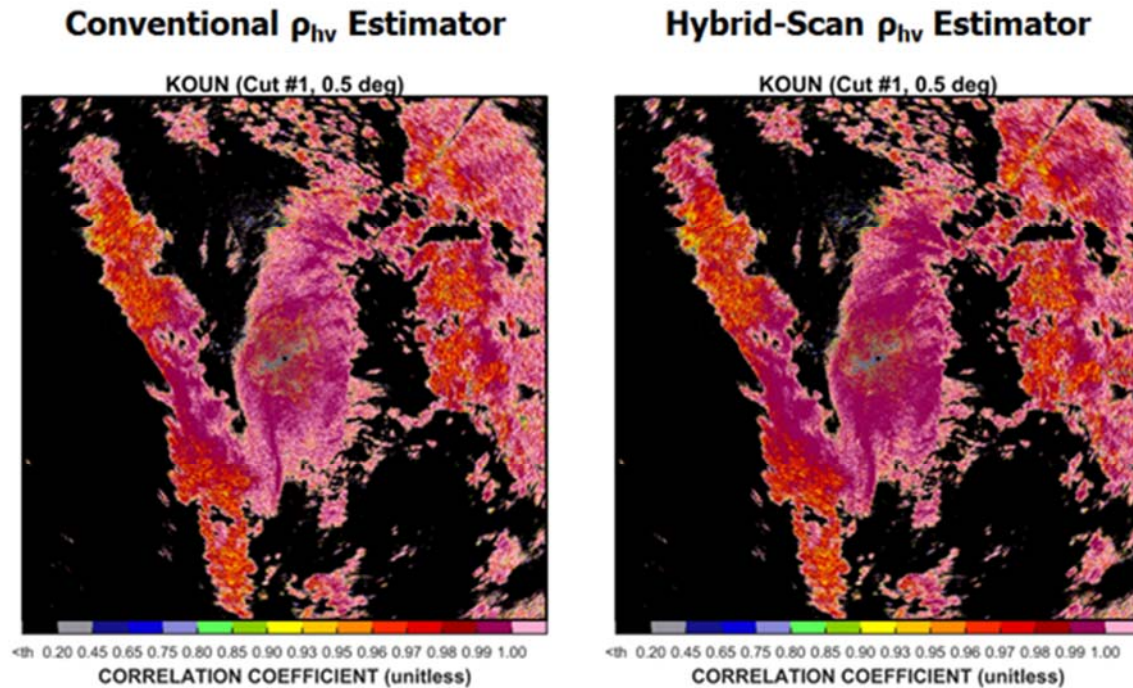 Conventional ρhv Estimator
KOUN (Cut #1, 0.5 deg)
<th 0.20 0.45 0.65 0.75 0.80 0.85 0.90 0.93 0.95 0.96 0.97 0.98 0.99 1.00
CORRELATION COEFFICIENT (unitless)
Hybrid-Scan ρhv Estimator
KOUN (Cut #1, 0.5 deg)
<th 0.20 0.45 0.65 0.75 0.80 0.85 0.90 0.93 0.95 0.96 0.97 0.98 0.99 1.00
CORRELATION COEFFICIENT (unitless)